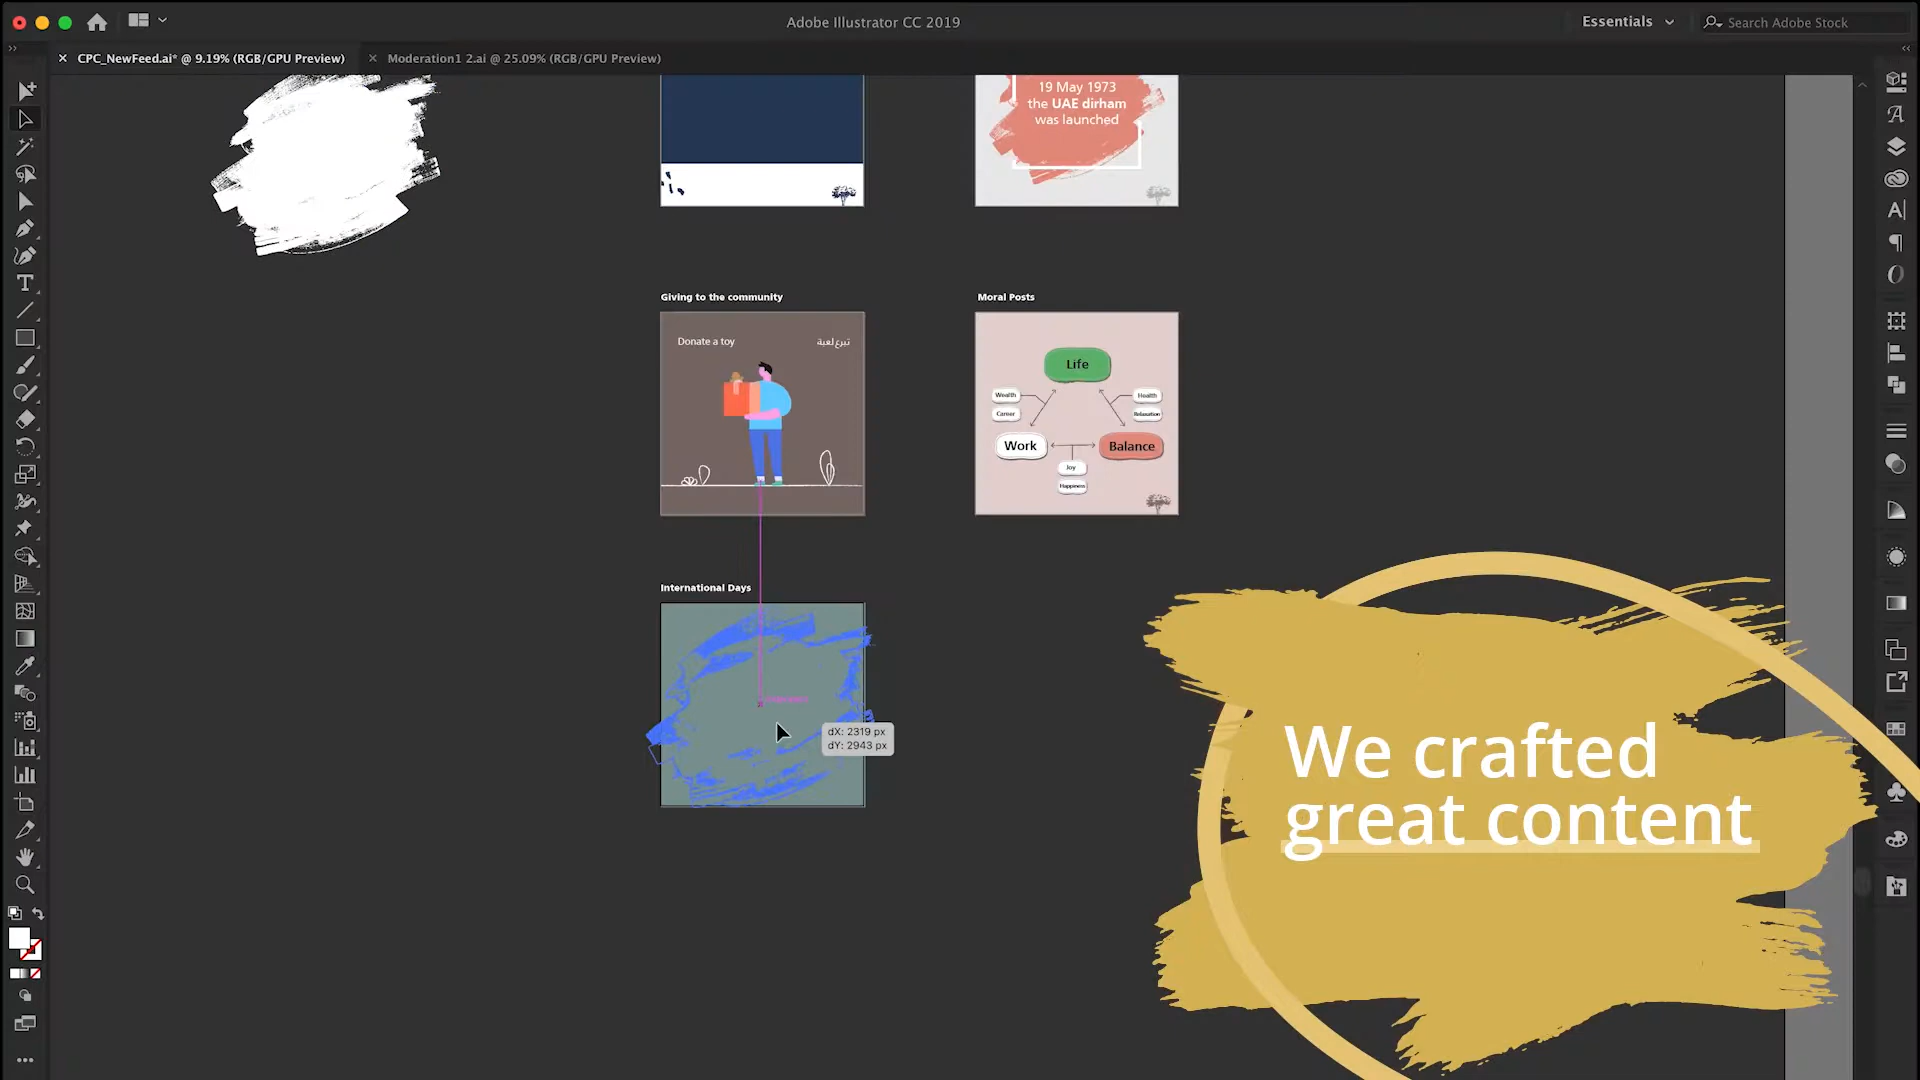 Adobe Illustrator CC 2019
Essentials
Search Adobe Stock
CPC_NewFeed.ai* @ 9.19% (RGB/GPU Preview)
Moderation1 2.ai @ 25.09% (RGB/GPU Preview)
19 May 1973
the UAE dirham
was launched
Giving to the community
Moral Posts
Donate a toy
تبرع لعبة
Life
Wealth
Health
Career
Relaxation
Work
Balance
Joy
Happiness
International Days
dX: 2319 px
dY: 2943 px
We crafted
great content